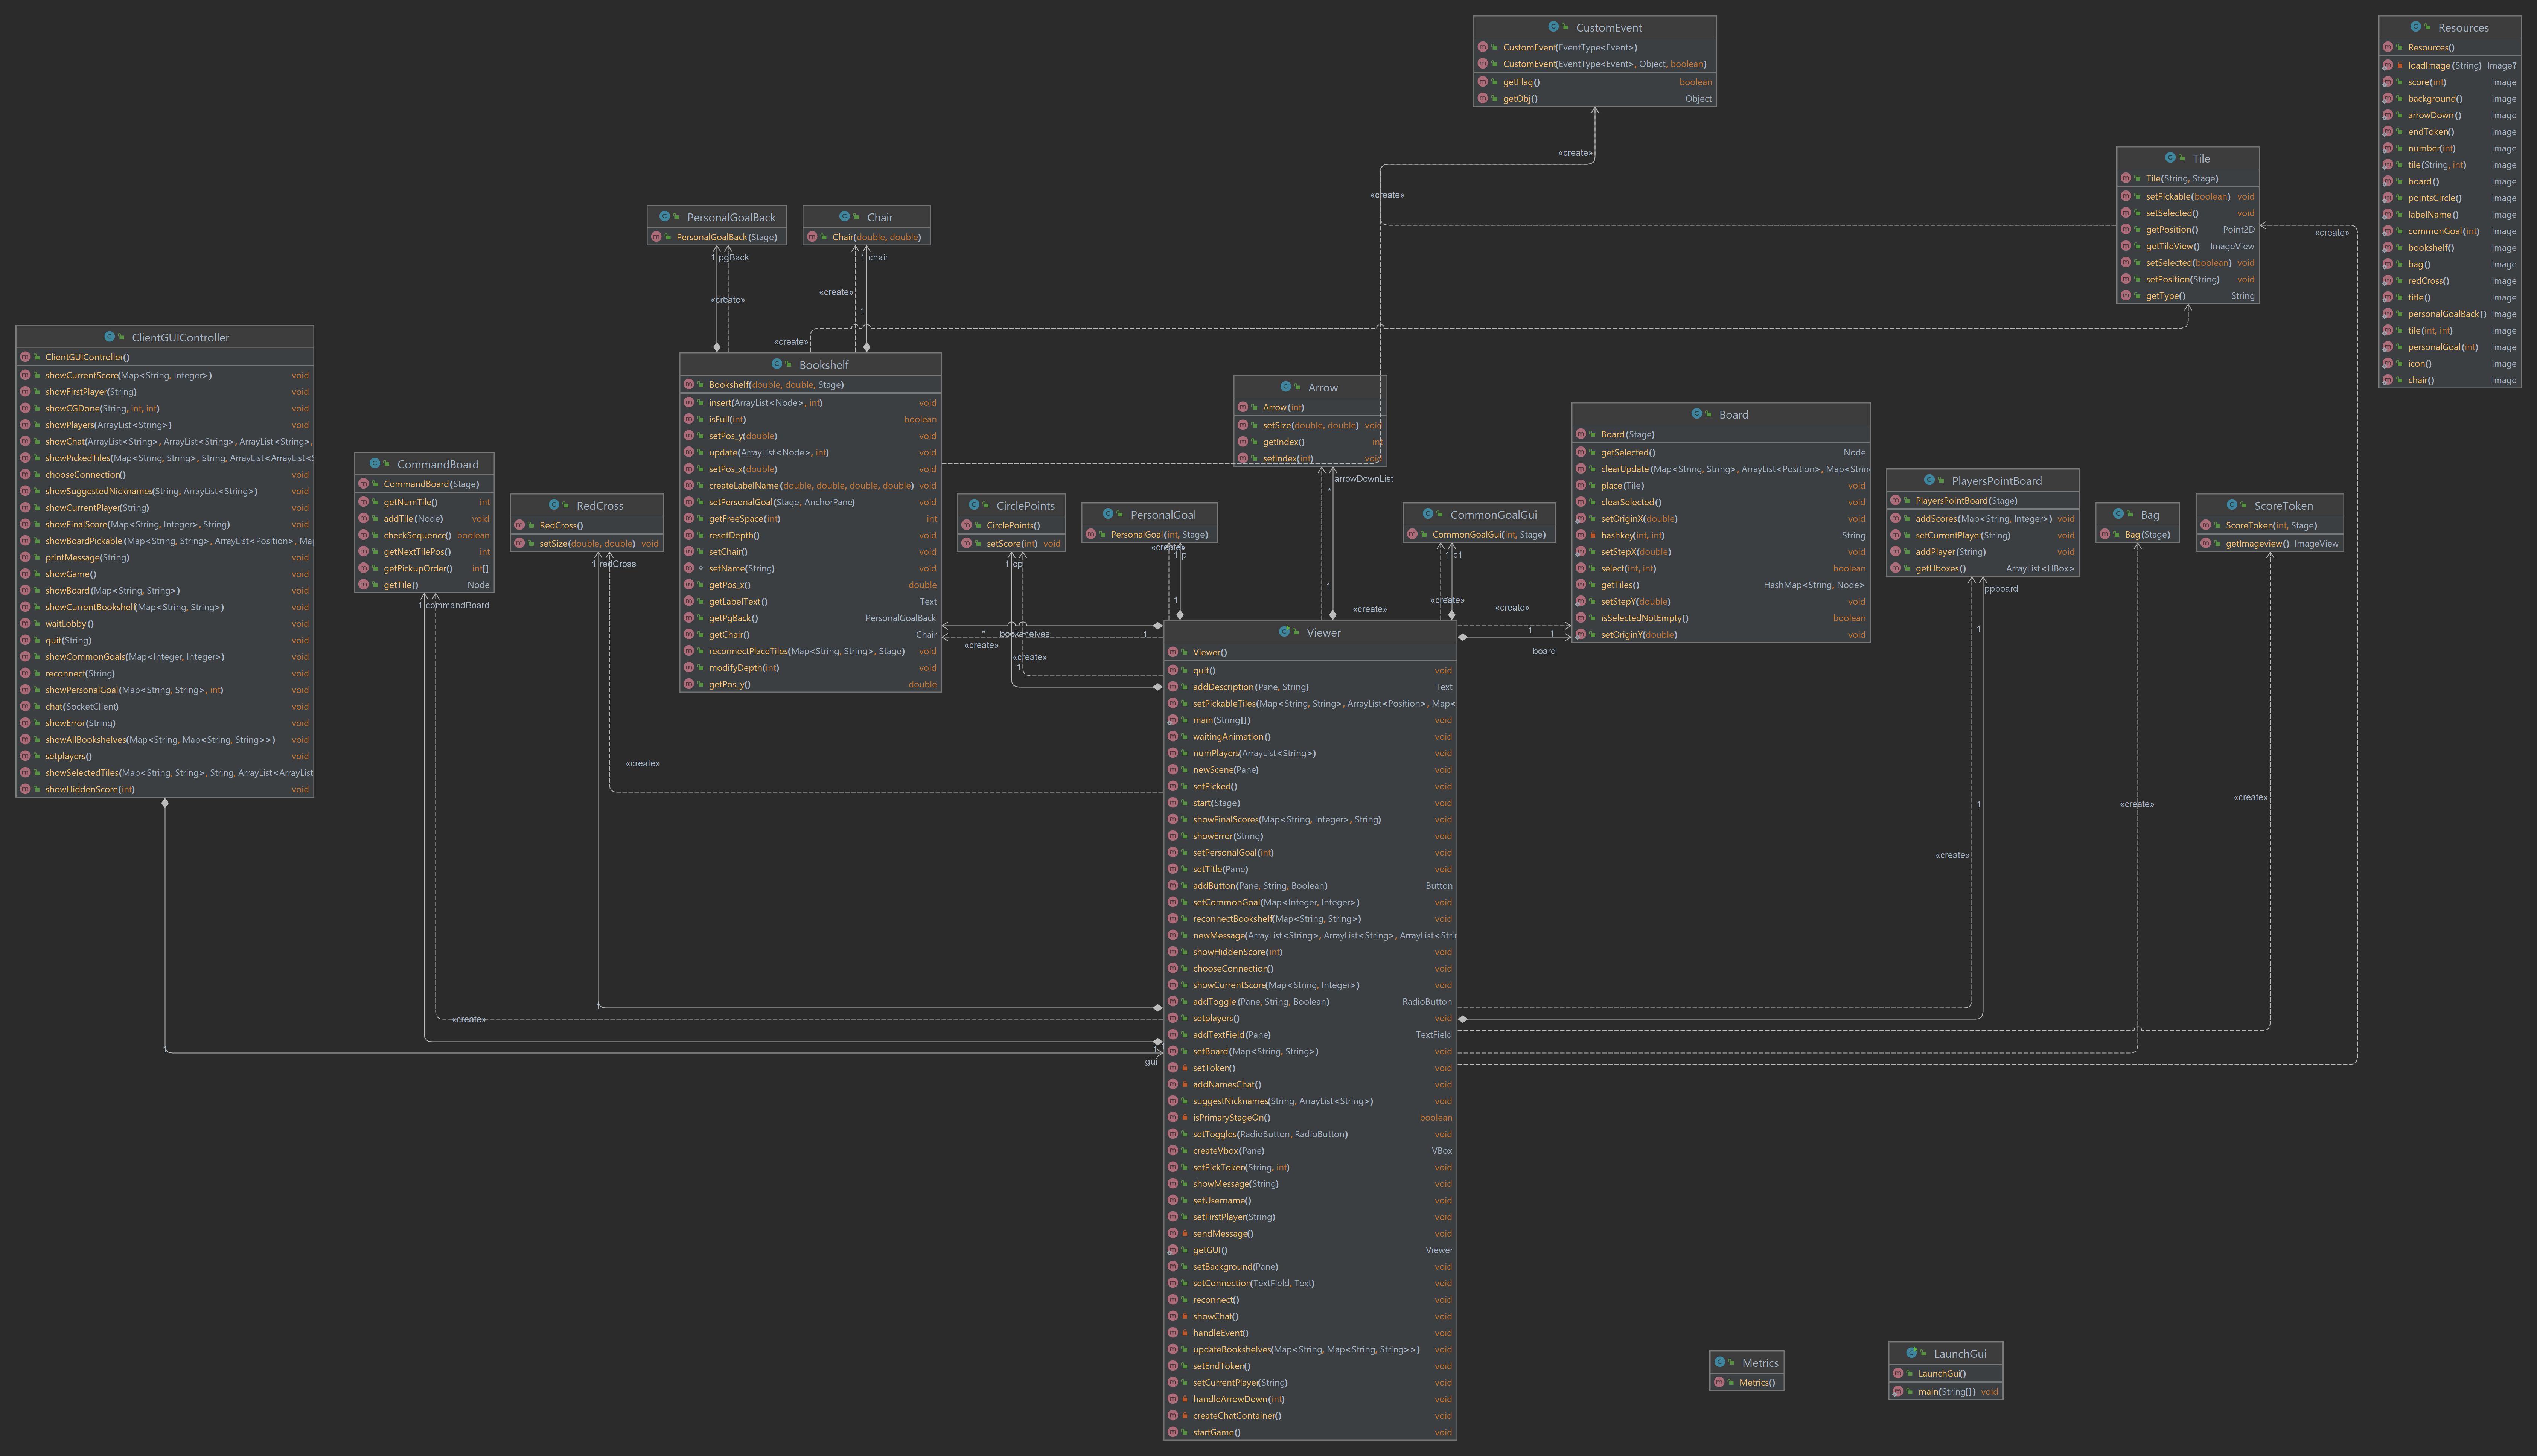 CustomEvent
CustomEvent(EventType<Event>)
CustomEvent(EventType<Event>, Object, boolean)
getFlag() boolean
getObj() Object
Resources
Resources()
loadImage(String) Image?
score(int) Image
background() Image
arrowDown() Image
endToken() Image
number(int) Image
tile(String, int) Image
board() Image
pointsCircle() Image
labelName() Image
commonGoal(int) Image
bookshelf() Image
bag() Image
redCross() Image
title() Image
personalGoalBack() Image
tile(int, int) Image
personalGoal(int) Image
icon() Image
chair() Image
«create»
«create»
Tile
Tile(String, Stage)
setPickable(boolean) void
setSelected() void
getPosition() Point2D
getTileView() ImageView
setSelected(boolean) void
setPosition(String) void
getType() String
«create»
PersonalGoalBack
PersonalGoalBack(Stage)
Chair
Chair(double, double)
1 pgBack
1 chair
«create»
1
«create»
1
«create»
ClientGUIController
ClientGUIController()
showCurrentScore(Map<String, Integer>) void
showFirstPlayer(String) void
showCGDone(String, int, int) void
showPlayers(ArrayList<String>) void
showChat(ArrayList<String>, ArrayList<String>, ArrayList<String>,
showPickedTiles(Map<String, String>, String, ArrayList<ArrayList<S
chooseConnection() void
showSuggestedNicknames(String, ArrayList<String>) void
showCurrentPlayer(String) void
showFinalScore(Map<String, Integer>, String) void
showBoardPickable(Map<String, String>, ArrayList<Position>, Map
printMessage(String) void
showGame() void
showBoard(Map<String, String>) void
showCurrentBookshelf(Map<String, String>) void
waitLobby() void
quit(String) void
showCommonGoals(Map<Integer, Integer>) void
reconnect(String) void
showPersonalGoal(Map<String, String>, int) void
chat(SocketClient) void
showError(String) void
showAllBookshelves(Map<String, Map<String, String>>) void
setplayers() void
showSelectedTiles(Map<String, String>, String, ArrayList<ArrayList
showHiddenScore(int) void
CommandBoard
CommandBoard(Stage)
getNumTile() int
addTile(Node) void
checkSequence() boolean
getNextTilePos() int
getPickupOrder() int[]
getTile() Node
1 commandBoard
RedCross
RedCross()
setSize(double, double) void
1 redCross
Bookshelf
Bookshelf(double, double, Stage)
insert(ArrayList<Node>, int) void
isFull(int) boolean
setPos_y(double) void
update(ArrayList<Node>, int) void
setPos_x(double) void
createLabelName(double, double, double, double) void
setPersonalGoal(Stage, AnchorPane) void
getFreeSpace(int) int
resetDepth() void
setChair() void
setName(String) void
getPos_x() double
getLabelText() Text
getPgBack() PersonalGoalBack
getChair() Chair
reconnectPlaceTiles(Map<String, String>, Stage) void
modifyDepth(int) void
getPos_y() double
CirclePoints
CirclePoints()
setScore(int) void
1 cp
PersonalGoal
PersonalGoal(int, Stage)
«create»
1 p
1
Arrow
Arrow(int)
setSize(double, double) void
getIndex() int
setIndex(int) void
arrowDownList
*
1
«create»
CommonGoalGui
CommonGoalGui(int, Stage)
1 c1
«create»
1
«create»
Board
Board(Stage)
getSelected() Node
clearUpdate(Map<String, String>, ArrayList<Position>, Map<Strin
place(Tile) void
clearSelected() void
setOriginX(double) void
hashkey(int, int) String
setStepX(double) void
select(int, int) boolean
getTiles() HashMap<String, Node>
setStepY(double) void
isSelectedNotEmpty() boolean
setOriginY(double) void
1 1
board
PlayersPointBoard
PlayersPointBoard(Stage)
addScores(Map<String, Integer>) void
setCurrentPlayer(String) void
addPlayer(String) void
getHboxes() ArrayList<HBox>
ppboard
1
1
«create»
Bag
Bag(Stage)
«create»
ScoreToken
ScoreToken(int, Stage)
getImageview() ImageView
«create»
* bookshelves 1
«create»
«create»
1
«create»
1
«create»
1
1
gui
Viewer
Viewer()
quit() void
addDescription(Pane, String) Text
setPickableTiles(Map<String, String>, ArrayList<Position>, Map<
main(String[]) void
waitingAnimation() void
numPlayers(ArrayList<String>) void
newScene(Pane) void
setPicked() void
start(Stage) void
showFinalScores(Map<String, Integer>, String) void
showError(String) void
setPersonalGoal(int) void
setTitle(Pane) void
addButton(Pane, String, Boolean) Button
setCommonGoal(Map<Integer, Integer>) void
reconnectBookshelf(Map<String, String>) void
newMessage(ArrayList<String>, ArrayList<String>, ArrayList<Strin
showHiddenScore(int) void
chooseConnection() void
showCurrentScore(Map<String, Integer>) void
addToggle(Pane, String, Boolean) RadioButton
setplayers() void
addTextField(Pane) TextField
setBoard(Map<String, String>) void
setToken() void
addNamesChat() void
suggestNicknames(String, ArrayList<String>) void
isPrimaryStageOn() boolean
setToggles(RadioButton, RadioButton) void
createVbox(Pane) VBox
setPickToken(String, int) void
showMessage(String) void
setUsername() void
setFirstPlayer(String) void
sendMessage() void
getGUI() Viewer
setBackground(Pane) void
setConnection(TextField, Text) void
reconnect() void
showChat() void
handleEvent() void
updateBookshelves(Map<String, Map<String, String>>) void
setEndToken() void
setCurrentPlayer(String) void
handleArrowDown(int) void
createChatContainer() void
startGame() void
Metrics
Metrics()
LaunchGui
LaunchGui()
main(String[]) void